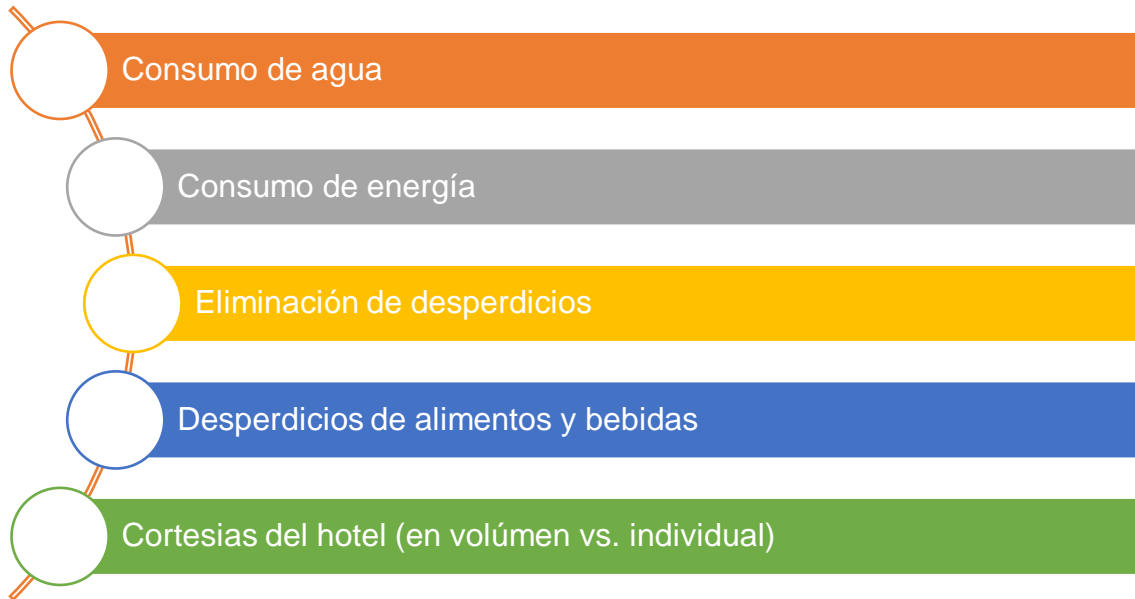 Consumo de agua
Consumo de energía
Eliminación de desperdicios
Desperdicios de alimentos y bebidas
Cortesias del hotel (en volúmen vs. individual)